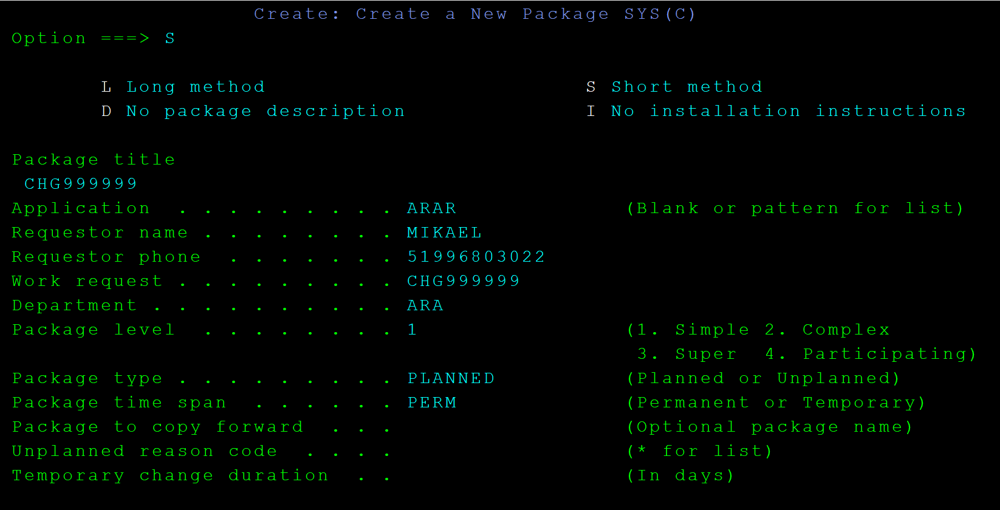 Create: Create a New Package SYS(C)
Option ===> S
L Long method S Short method
D No package description I No installation instructions
Package title
CHG999999
Application . . . . . . . . . ARAR (Blank or pattern for list)
Requestor name . . . . . . . . MIKAEL
Requestor phone . . . . . . . 51996803022
Work request . . . . . . . . . CHG999999
Department . . . . . . . . . . ARA
Package level . . . . . . . . 1 (1. Simple 2. Complex
3. Super 4. Participating)
Package type . . . . . . . . . PLANNED (Planned or Unplanned)
Package time span . . . . . . PERM (Permanent or Temporary)
Package to copy forward . . . (Optional package name)
Unplanned reason code . . . . (* for list)
Temporary change duration . . (In days)